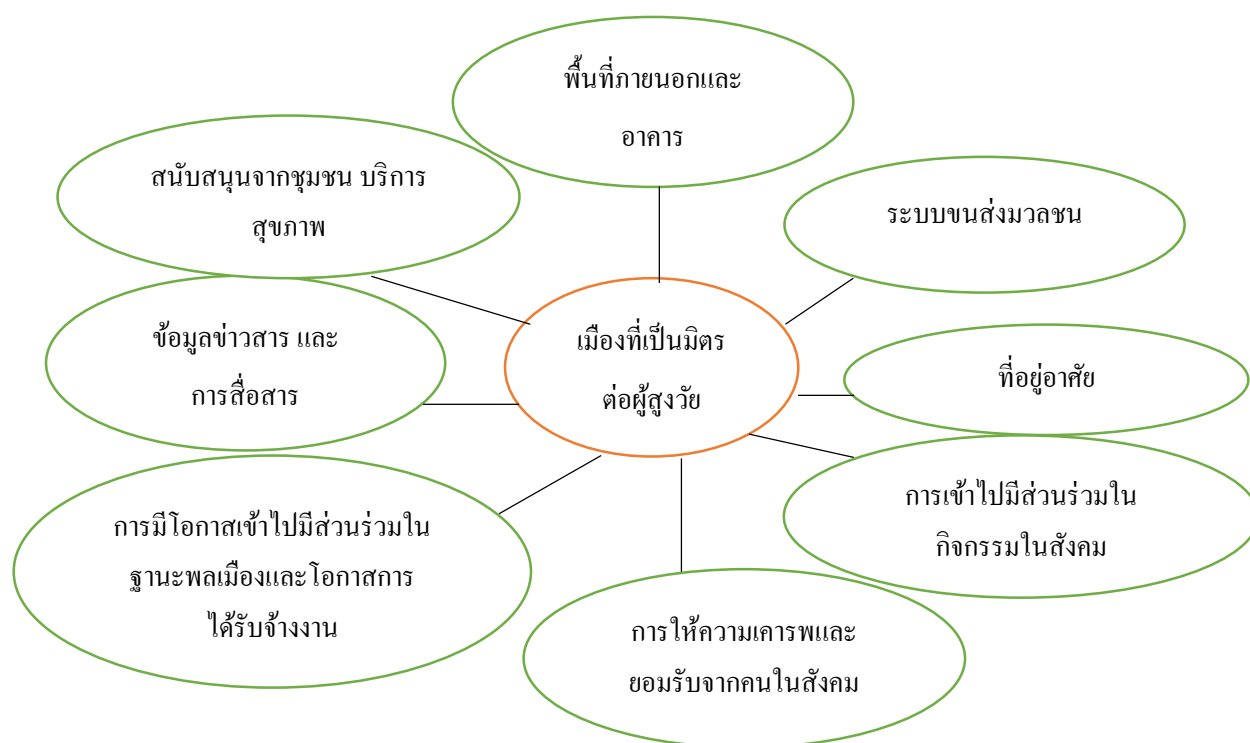 พื้นที่ภายนอกและ
อาคาร
สนับสนุนจากชุมชน บริการ
สุขภาพ
ระบบขนส่งมวลชน
ข้อมูลข่าวสาร และ
การสื่อสาร
เมืองที่เป็นมิตร
ต่อผู้สูงวัย
ที่อยู่อาศัย
การเข้าไปมีส่วนร่วมใน
กิจกรรมในสังคม
การมีโอกาสเข้าไปมีส่วนร่วมใน
ฐานะพลเมืองและโอกาสการ
ได้รับจ้างงาน
การให้ความเคารพและ
ยอมรับจากคนในสังคม